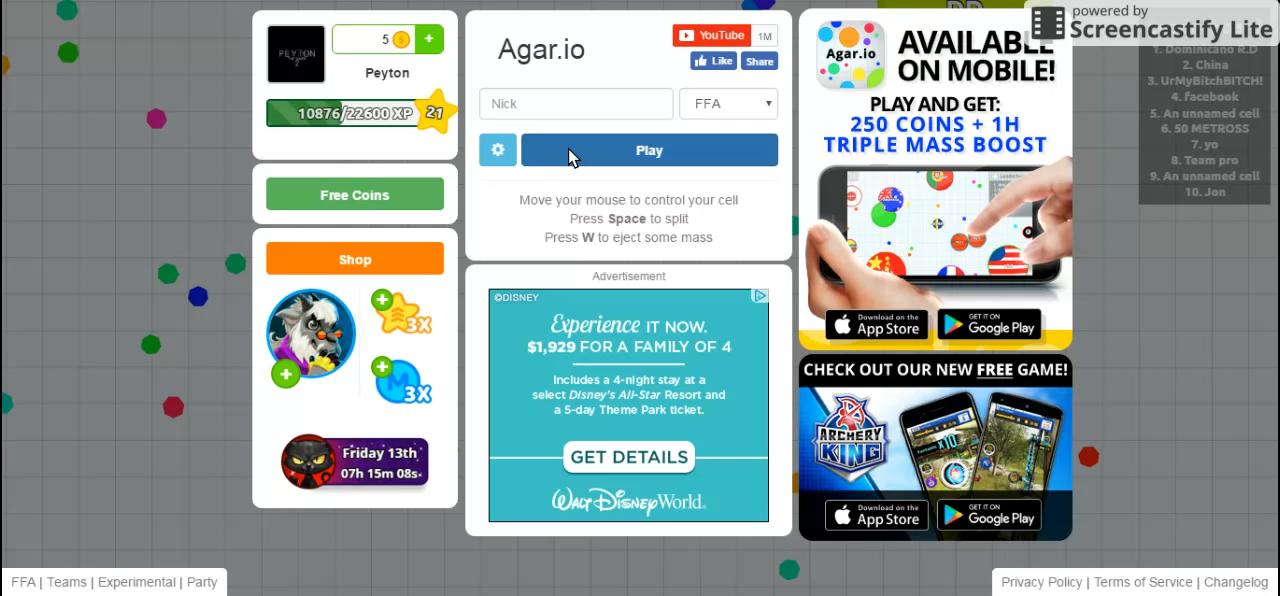 PEYTON
2
5
Peyton
10876/22600 XP
21
Free Coins
Shop
3X
M
3X
Friday 13th
07h 15m 08s
Agar.io
YouTube
1M
Like
Share
Nick
FFA
Play
Move your mouse to control your cell
Press Space to split
Press W to eject some mass
Advertisement
©DISNEY
Experience IT NOW.
$1,929 FOR A FAMILY OF 4
Includes a 4-night stay at a
select Disney's All-Star Resort and
a 5-day Theme Park ticket.
GET DETAILS
WALT DISNEY World.
Agar.io
AVAILABLE
ON MOBILE!
PLAY AND GET:
250 COINS + 1H
TRIPLE MASS BOOST
Download on the
App Store
GET IT ON
Google Play
CHECK OUT OUR NEW FREE GAME!
ARCHERY
KING
X10
Download on the
App Store
GET IT ON
Google Play
powered by
Screencastify Lite
1. Dominicano R.D
2. China
3. UrMyBitchBITCH!
4. facebook
5. An unnamed cell
6. 50 METROSS
7. yo
8. Team pro
9. An unnamed cell
10. Jon
FFA | Teams | Experimental | Party
Privacy Policy | Terms of Service | Changelog